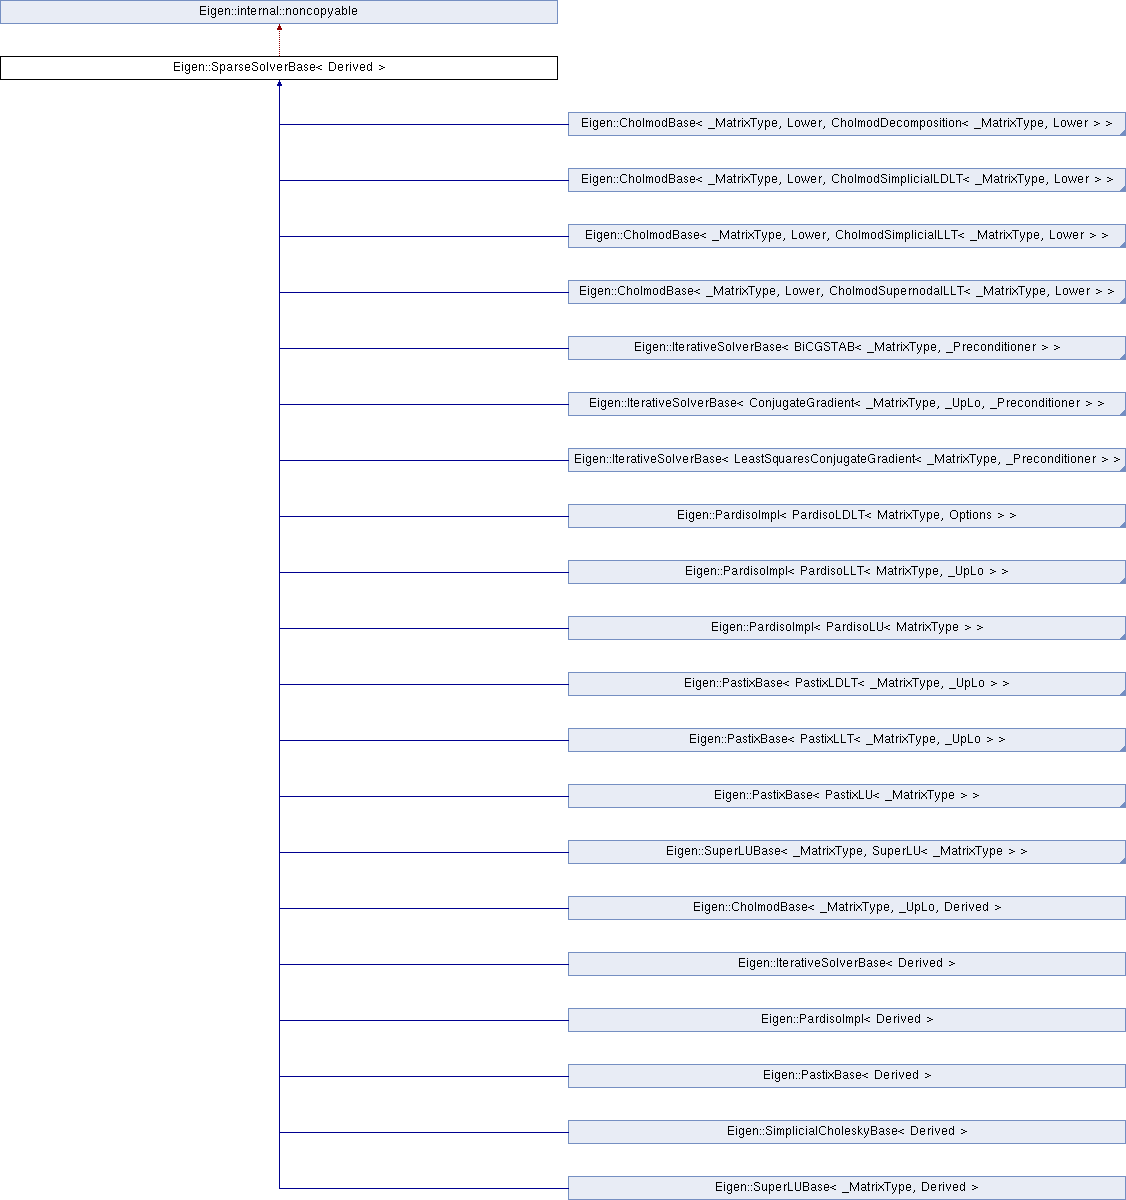 Eigen::internal::noncopyable
Eigen::SparseSolverBase< Derived >
Eigen::CholmodBase< _MatrixType, Lower, CholmodDecomposition< _MatrixType, Lower > >
Eigen::CholmodBase< _MatrixType, Lower, CholmodSimplicialLDLT< _MatrixType, Lower > >
Eigen::CholmodBase< _MatrixType, Lower, CholmodSimplicialLLT< _MatrixType, Lower > >
Eigen::CholmodBase< _MatrixType, Lower, CholmodSupernodalLLT< _MatrixType, Lower > >
Eigen::IterativeSolverBase< BiCGSTAB< _MatrixType, _Preconditioner > >
Eigen::IterativeSolverBase< ConjugateGradient< _MatrixType, _UpLo, _Preconditioner > >
Eigen::IterativeSolverBase< LeastSquaresConjugateGradient< _MatrixType, _Preconditioner > >
Eigen::PardisoImpl< PardisoLDLT< MatrixType, Options > >
Eigen::PardisoImpl< PardisoLLT< MatrixType, _UpLo > >
Eigen::PardisoImpl< PardisoLU< MatrixType > >
Eigen::PastixBase< PastixLDLT< _MatrixType, _UpLo > >
Eigen::PastixBase< PastixLLT< _MatrixType, _UpLo > >
Eigen::PastixBase< PastixLU< _MatrixType > >
Eigen::SuperLUBase< _MatrixType, SuperLU< _MatrixType > >
Eigen::CholmodBase< _MatrixType, _UpLo, Derived >
Eigen::IterativeSolverBase< Derived >
Eigen::PardisoImpl< Derived >
Eigen::PastixBase< Derived >
Eigen::SimplicialCholeskyBase< Derived >
Eigen::SuperLUBase< _MatrixType, Derived >